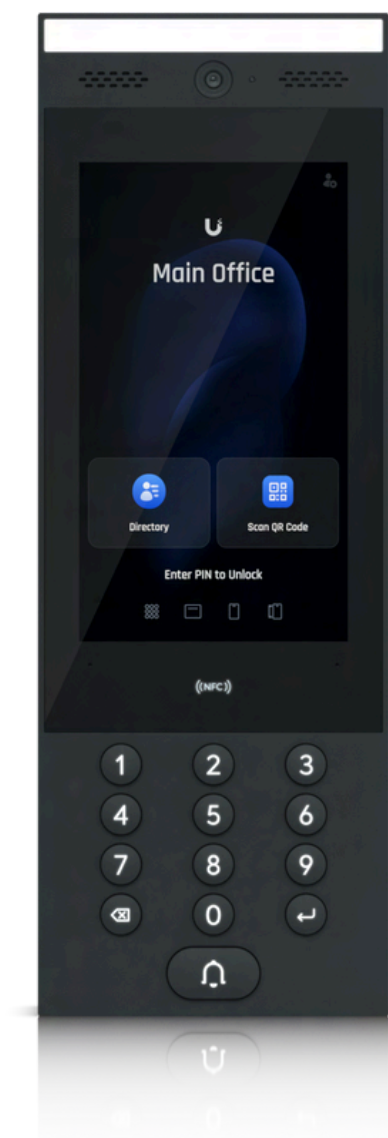 U
Main Office
Directory
Scan QR Code
Enter PIN to Unlock
((NFC))
1 2 3
4 5 6
7 8 9
0